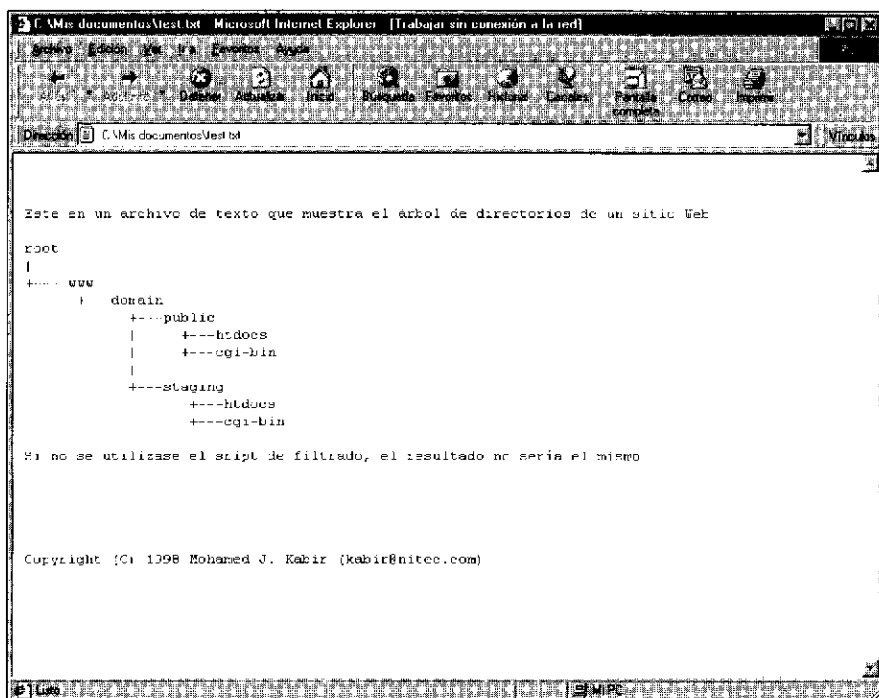 C:\Mis documentos\test.txt - Microsoft Internet Explorer - [Trabajar sin conexión a la red]
Archivo Edición Ver Ir a Favoritos Ayuda
Detener Actualizar Inicio Búsqueda Favoritos Historial Canales Pantalla completa Correo Imprimir
Dirección C:\Mis documentos\test.txt Vínculos
Este en un archivo de texto que muestra el árbol de directorios de un sitio Web
root
|
+---- www
+ domain
+---public
| +---htdocs
| +---cgi-bin
|
+---staging
+---htdocs
+---cgi-bin
Si no se utilizase el sript de filtrado, el resultado no sería el mismo
Copyright (C) 1998 Mohamed J. Kabir (kabir@nitec.com)
Listo Mi PC